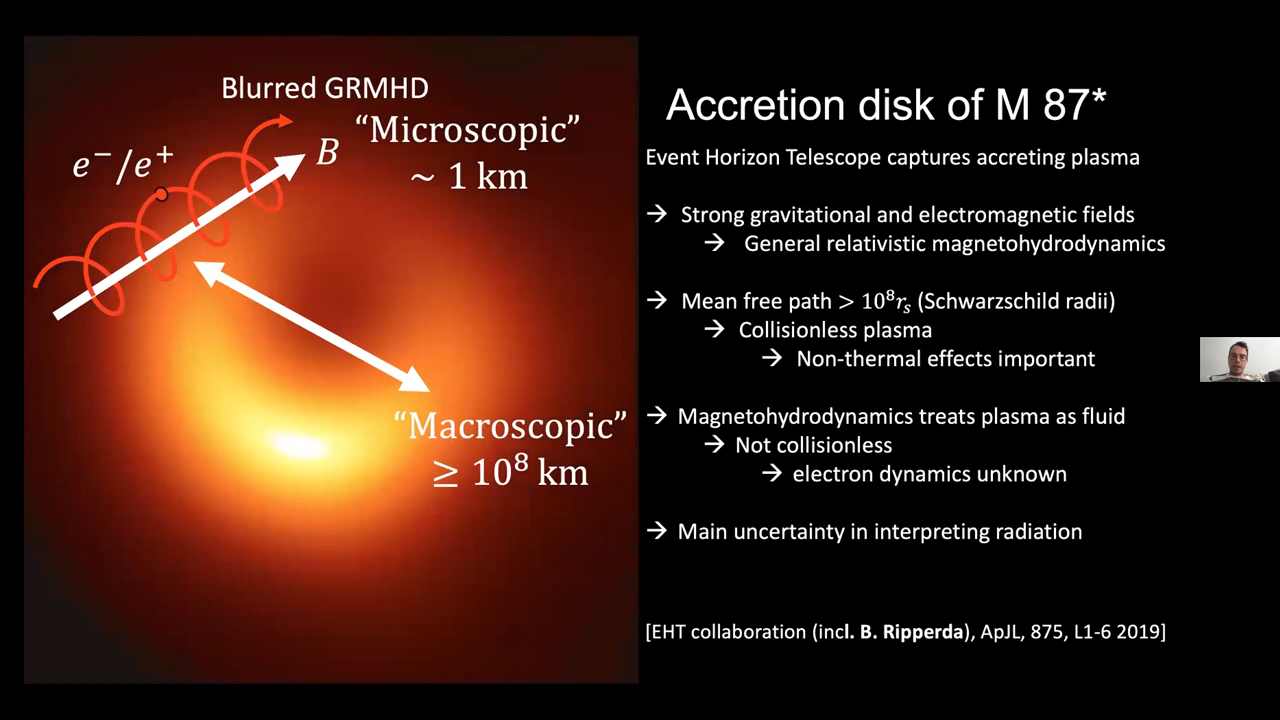 Blurred GRMHD
“Microscopic”
~ 1 km
e⁻/e⁺
B
“Macroscopic”
≥ 10⁸ km
Accretion disk of M 87*
Event Horizon Telescope captures accreting plasma
→ Strong gravitational and electromagnetic fields
→ General relativistic magnetohydrodynamics
→ Mean free path > 10⁸rₛ (Schwarzschild radii)
→ Collisionless plasma
→ Non-thermal effects important
→ Magnetohydrodynamics treats plasma as fluid
→ Not collisionless
→ electron dynamics unknown
→ Main uncertainty in interpreting radiation
[EHT collaboration (incl. B. Ripperda), ApJL, 875, L1-6 2019]